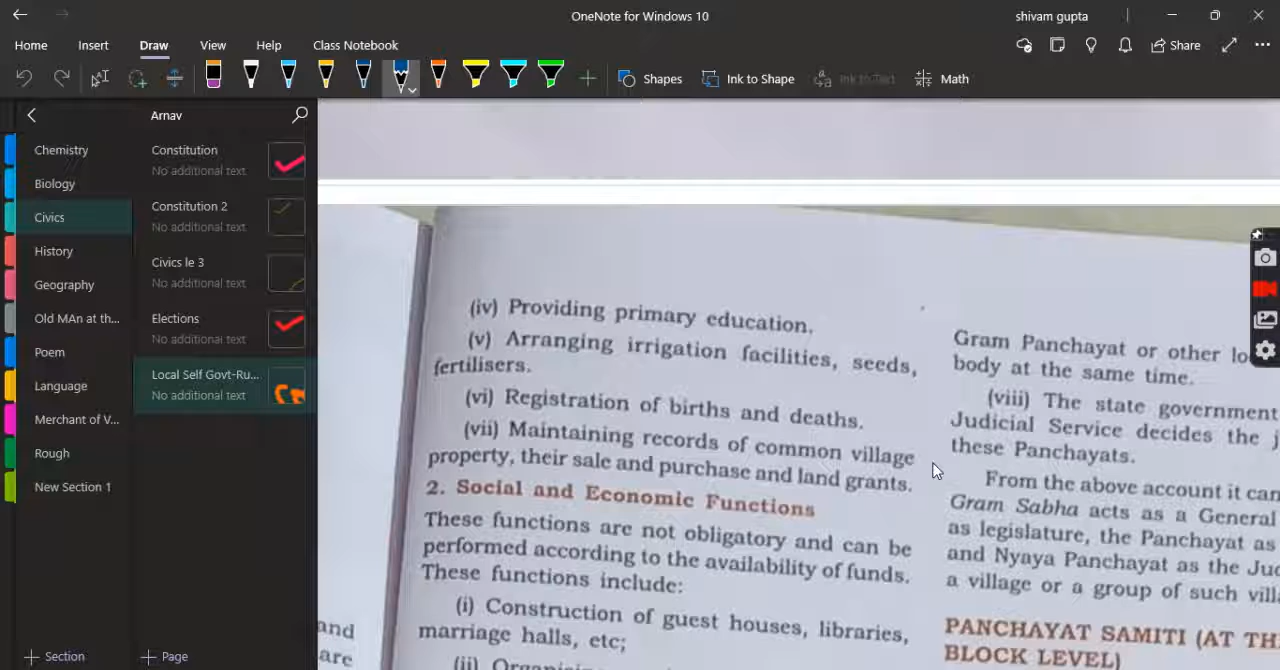 OneNote for Windows 10
shivam gupta
Home
Insert
Draw
View
Help
Class Notebook
Share
Shapes
Ink to Shape
Ink to Text
Math
Arnav
Chemistry
Biology
Civics
History
Geography
Old MAn at th...
Poem
Language
Merchant of V...
Rough
New Section 1
Section
Constitution
No additional text
Constitution 2
No additional text
Civics le 3
No additional text
Elections
No additional text
Local Self Govt-Ru...
No additional text
Page
and
are
(iv) Providing primary education.
(v) Arranging irrigation facilities, seeds,
fertilisers.
(vi) Registration of births and deaths.
(vii) Maintaining records of common village
property, their sale and purchase and land grants.
2. Social and Economic Functions
These functions are not obligatory and can be
performed according to the availability of funds.
These functions include:
(i) Construction of guest houses, libraries,
marriage halls, etc;
(ii)
Gram Panchayat or other lo
body at the same time.
(viii) The state government
Judicial Service decides the
these Panchayats.
From the above account it can
Gram Sabha acts as a General
as legislature, the Panchayat as
and Nyaya Panchayat as the Jud
a village or a group of such vill
PANCHAYAT SAMITI (AT TH
BLOCK LEVEL)